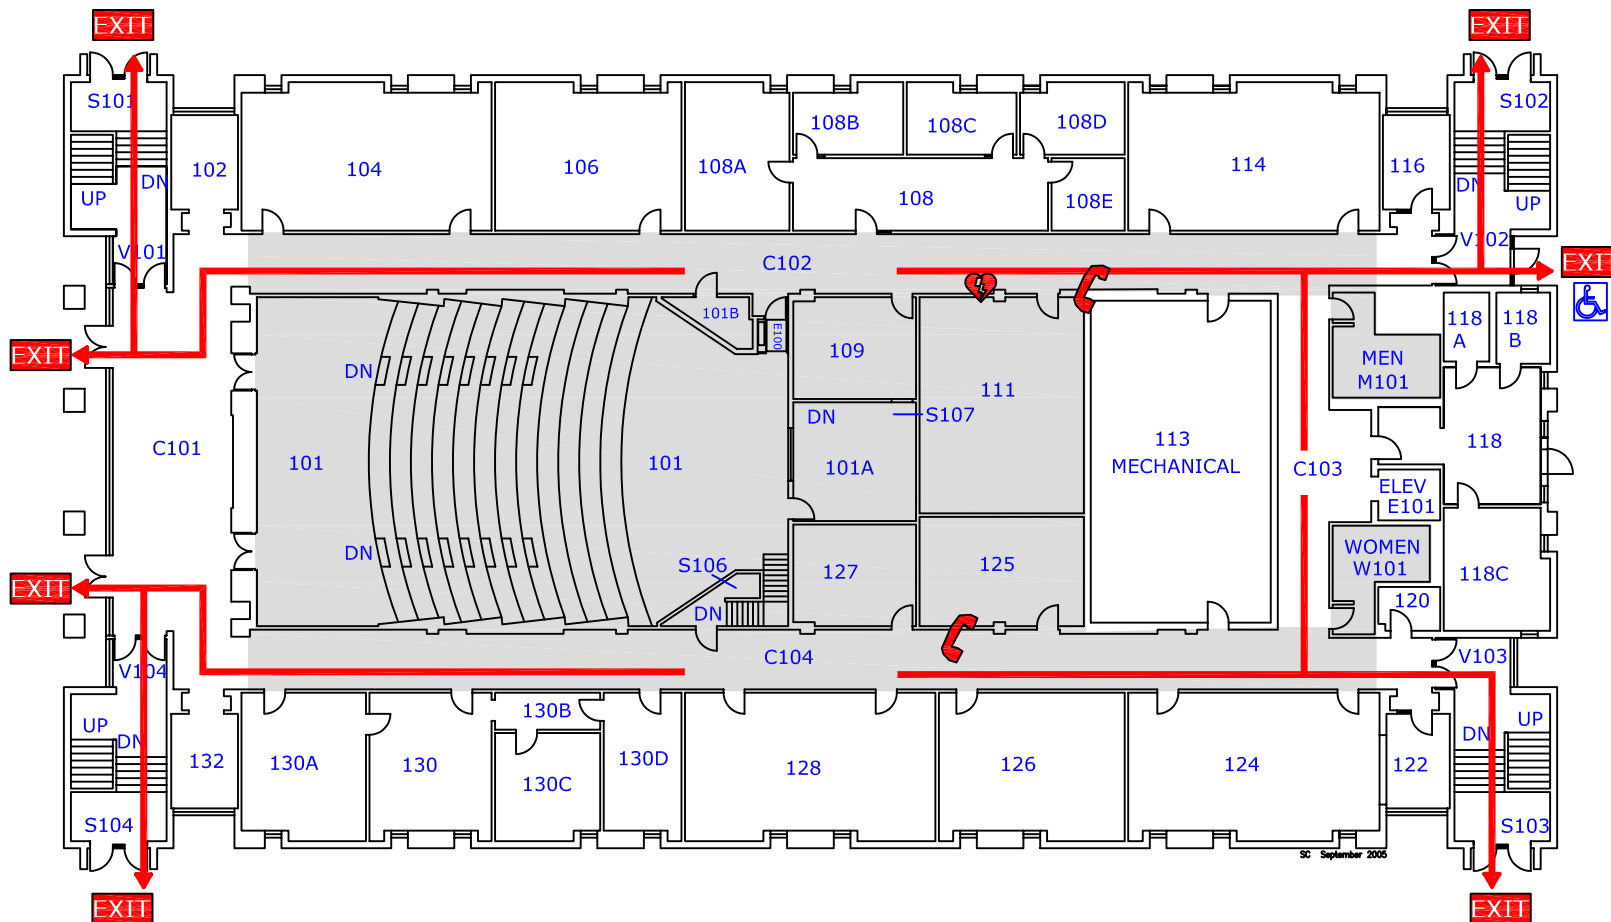 EXIT
EXIT
S101
S102
108B
108C
108D
102
104
106
108A
114
116
DN
UP
108
108E
DN
UP
V101
C102
V102
EXIT
101B
E100
118
A
118
B
EXIT
DN
109
MEN
M101
111
DN
S107
C101
101
101
101A
113
MECHANICAL
C103
118
ELEV
E101
DN
S106
127
125
WOMEN
W101
118C
EXIT
DN
120
V104
C104
V103
UP
DN
130B
UP
DN
132
130A
130
130C
130D
128
126
124
122
S104
S103
SC September 2005
EXIT
EXIT